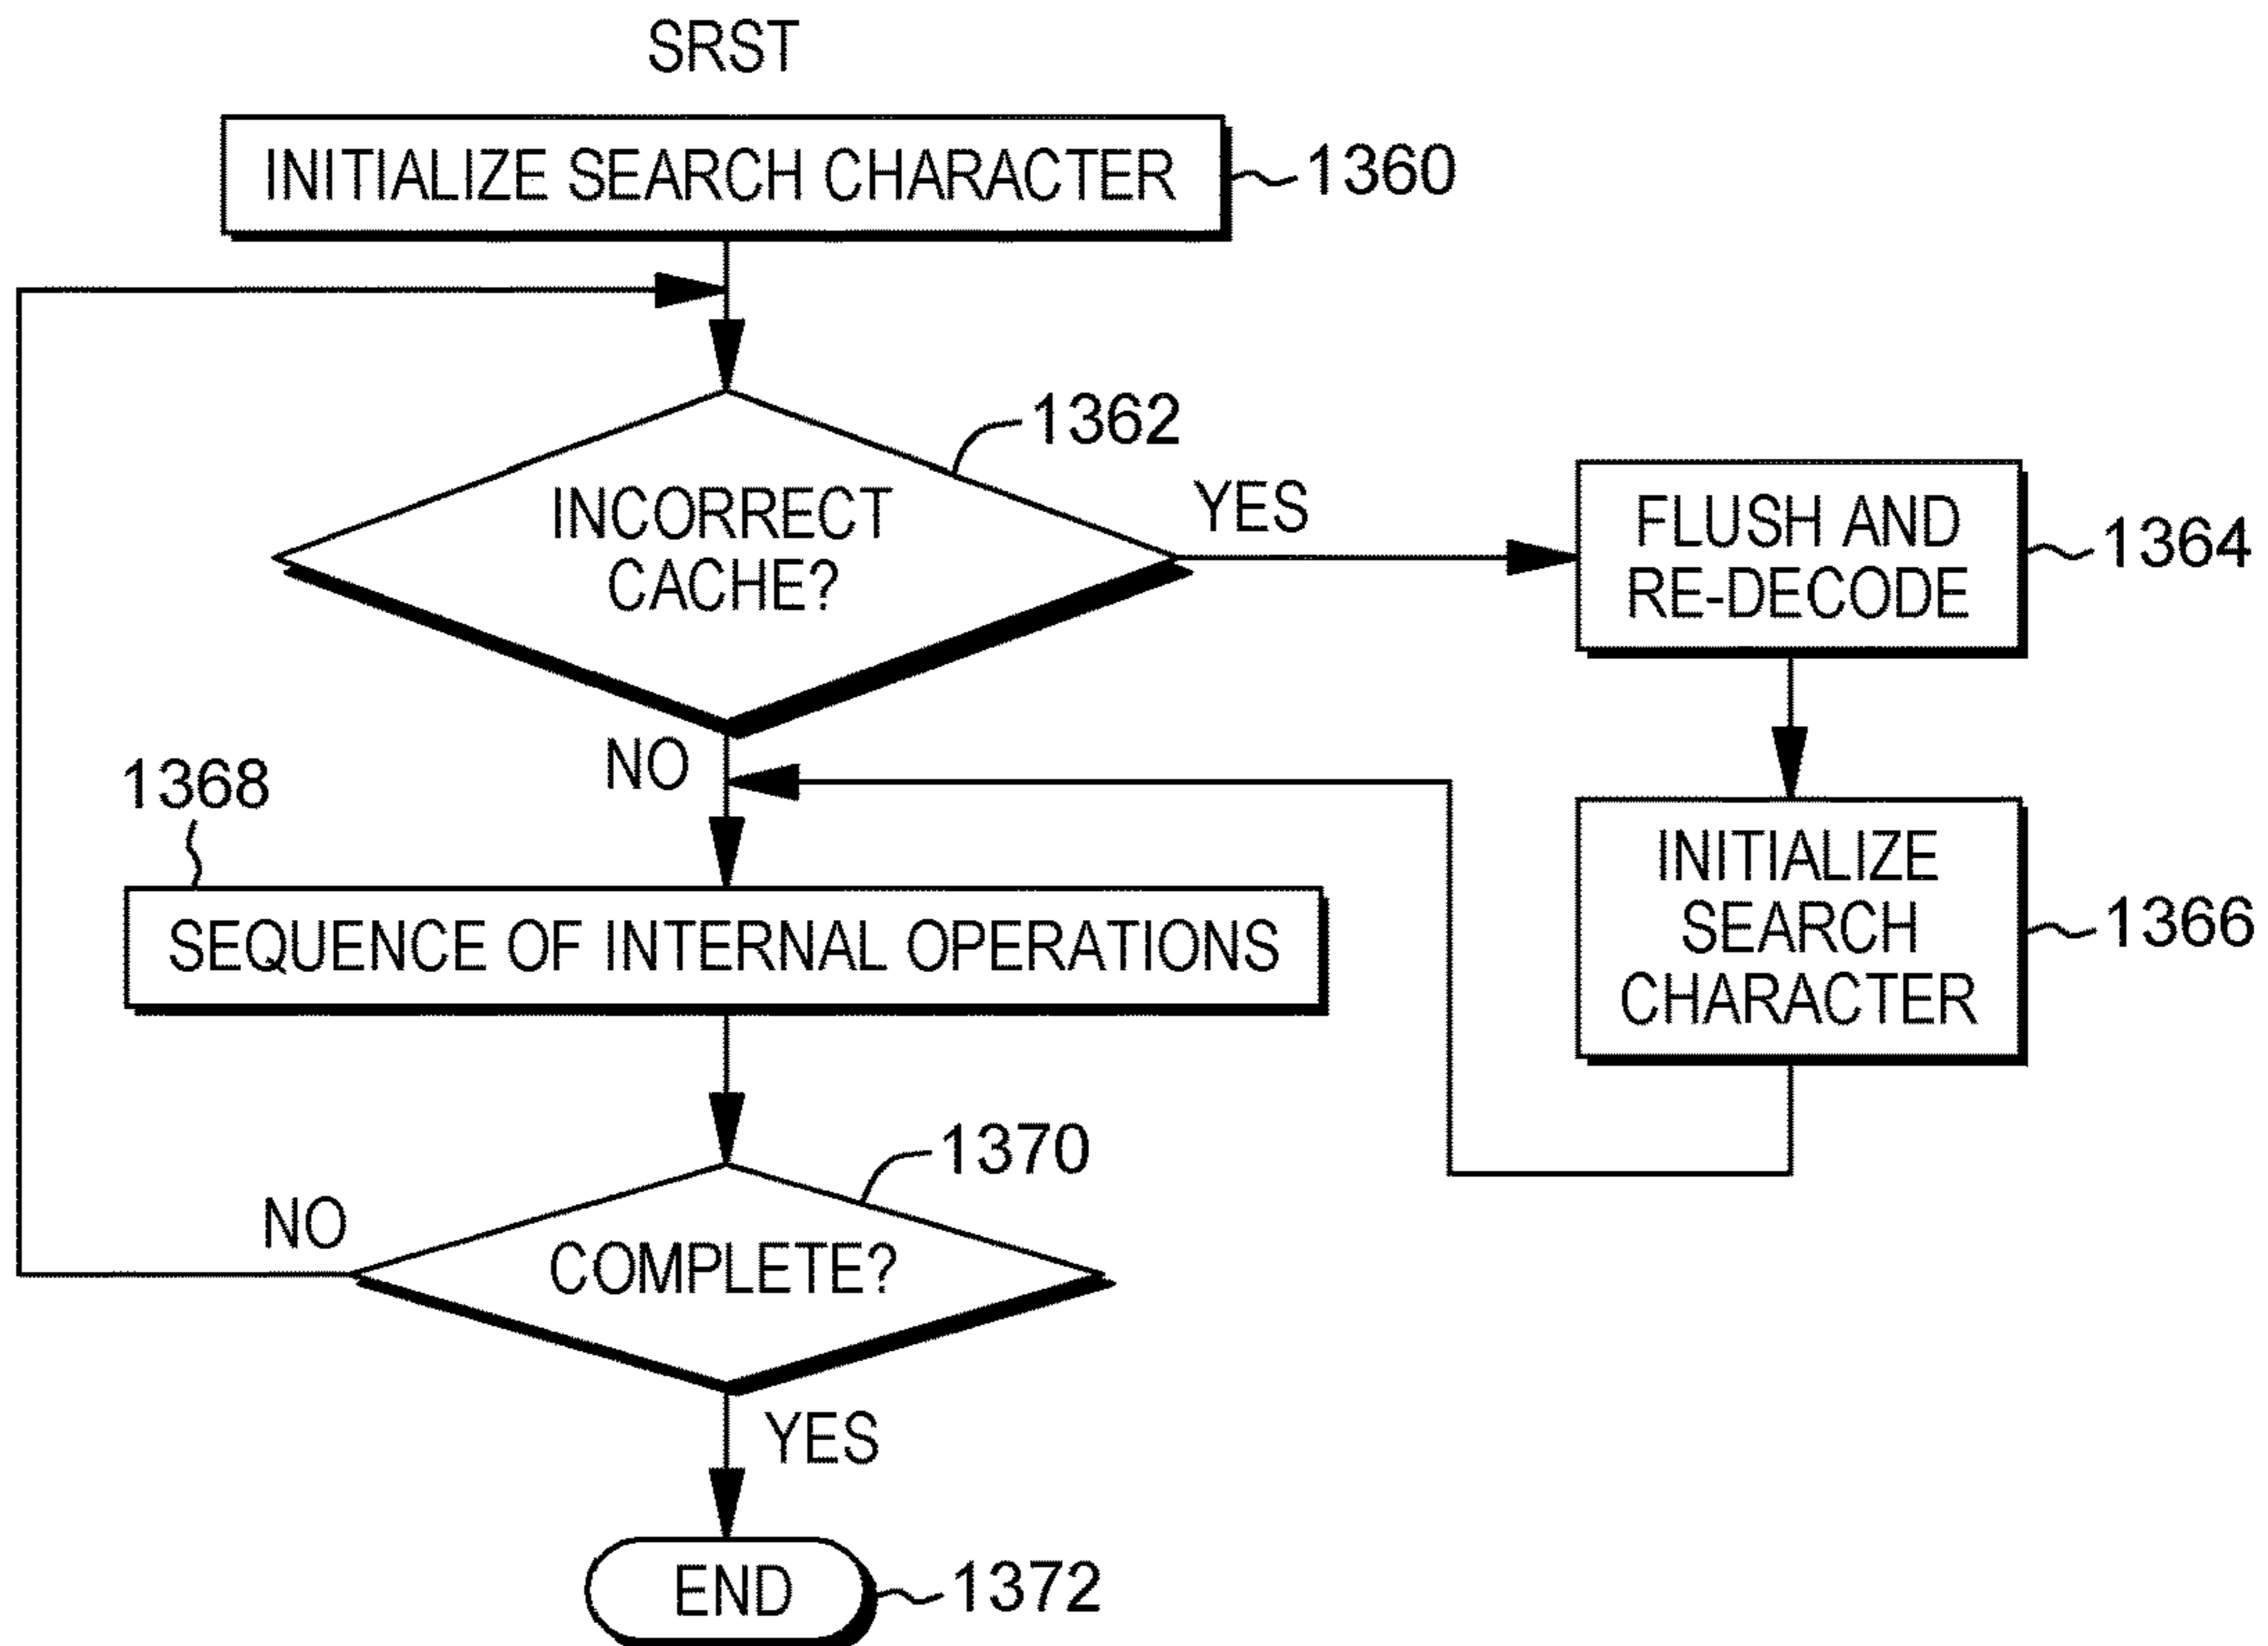 SRST
INITIALIZE SEARCH CHARACTER
1360
1362
INCORRECT
CACHE?
YES
FLUSH AND
RE-DECODE
1364
NO
1368
INITIALIZE
SEARCH
CHARACTER
1366
SEQUENCE OF INTERNAL OPERATIONS
1370
NO
COMPLETE?
YES
END
1372